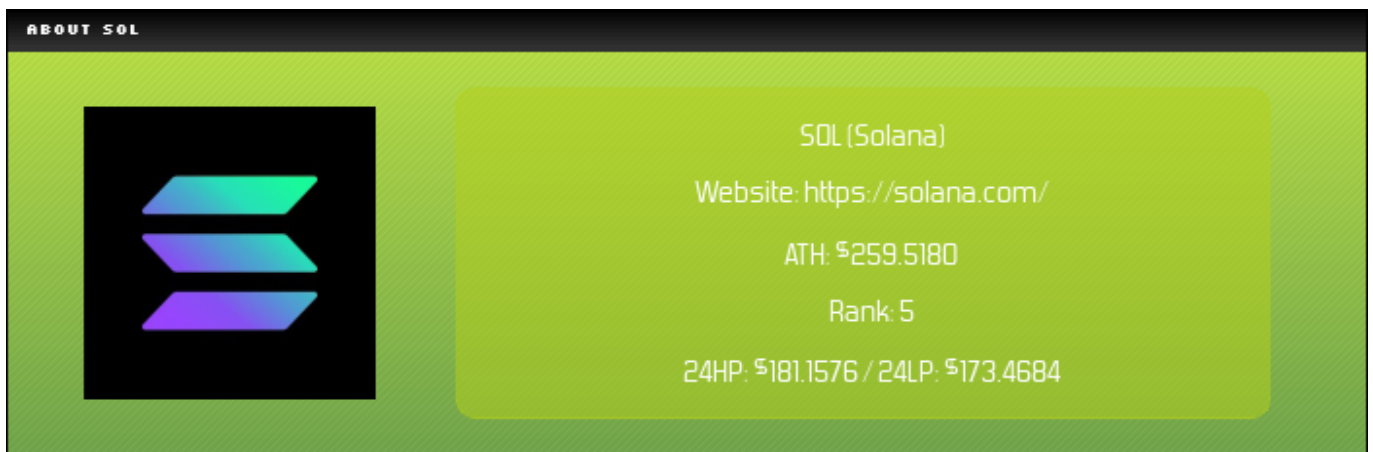 ABOUT SOL
SOL (Solana)
Website: https://solana.com/
ATH: $259.5180
Rank: 5
24HP: $181.1576 / 24LP: $173.4684